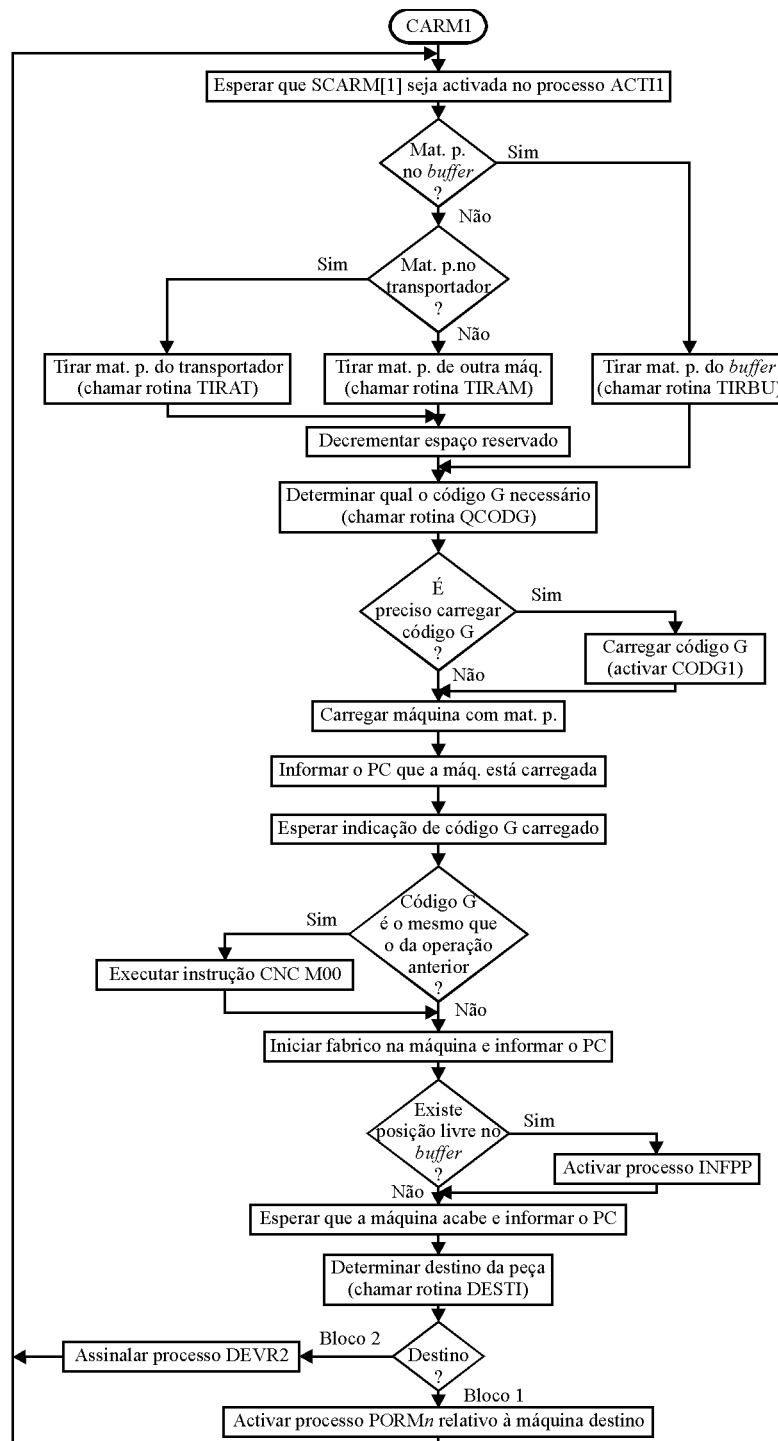 CARM1
Esperar que SCARM[1] seja activada no processo ACTI1
Mat. p.
no buffer
?
Sim
Não
Mat. p.no
transportador
?
Sim
Não
Tirar mat. p. do transportador
(chamar rotina TIRAT)
Tirar mat. p. de outra máq.
(chamar rotina TIRAM)
Tirar mat. p. do buffer
(chamar rotina TIRBU)
Decrementar espaço reservado
Determinar qual o código G necessário
(chamar rotina QCODG)
É
preciso carregar
código G
?
Sim
Não
Carregar código G
(activar CODG1)
Carregar máquina com mat. p.
Informar o PC que a máq. está carregada
Esperar indicação de código G carregado
Código G
é o mesmo que
o da operação
anterior
?
Sim
Não
Executar instrução CNC M00
Iniciar fabrico na máquina e informar o PC
Existe
posição livre no
buffer
?
Sim
Não
Activar processo INFPP
Esperar que a máquina acabe e informar o PC
Determinar destino da peça
(chamar rotina DESTI)
Destino
?
Bloco 2
Bloco 1
Assinalar processo DEVR2
Activar processo PORMn relativo à máquina destino